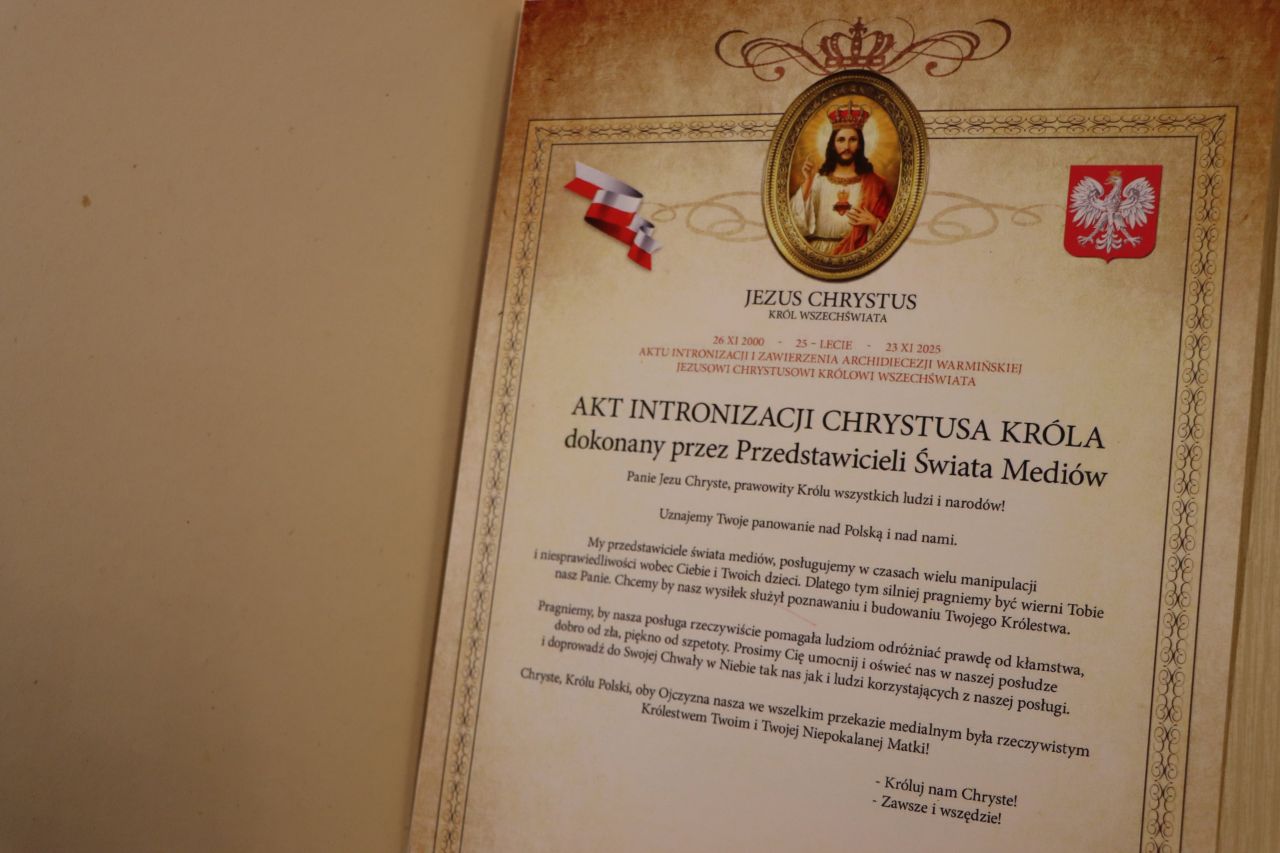 JEZUS CHRYSTUS
KRÓL WSZECHŚWIATA
26 XI 2000 - 25 – LECIE - 23 XI 2025
AKTU INTRONIZACJI I ZAWIERZENIA ARCHIDIECEZJI WARMIŃSKIEJ
JEZUSOWI CHRYSTUSOWI KRÓLOWI WSZECHŚWIATA
AKT INTRONIZACJI CHRYSTUSA KRÓLA
dokonany przez Przedstawicieli Świata Mediów
Panie Jezu Chryste, prawowity Królu wszystkich ludzi i narodów!
Uznajemy Twoje panowanie nad Polską i nad nami.
My przedstawiciele świata mediów, posługujemy w czasach wielu manipulacji
i niesprawiedliwości wobec Ciebie i Twoich dzieci. Dlatego tym silniej pragniemy być wierni Tobie
nasz Panie. Chcemy by nasz wysiłek służył poznawaniu i budowaniu Twojego Królestwa.
Pragniemy, by nasza posługa rzeczywiście pomagała ludziom odróżniać prawdę od kłamstwa,
dobro od zła, piękno od szpetoty. Prosimy Cię umocnij i oświeć nas w naszej posłudze
i doprowadź do Swojej Chwały w Niebie tak nas jak i ludzi korzystających z naszej posługi.
Chryste, Królu Polski, oby Ojczyzna nasza we wszelkim przekazie medialnym była rzeczywistym
Królestwem Twoim i Twojej Niepokalanej Matki!
- Króluj nam Chryste!
- Zawsze i wszędzie!